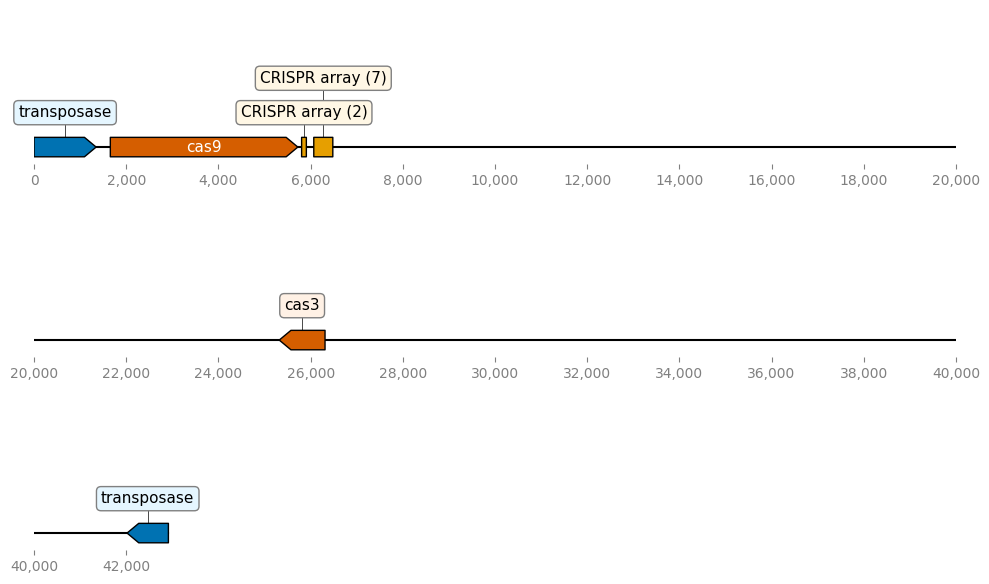 CRISPR array (7)
transposase CRISPR array (2)
cas9
0 2,000 4,000 6,000 8,000 10,000 12,000 14,000 16,000 18,000 20,000
cas3
20,000 22,000 24,000 26,000 28,000 30,000 32,000 34,000 36,000 38,000 40,000
transposase
40,000 42,000